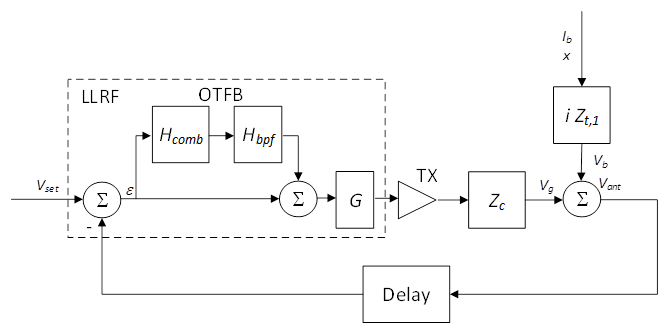 I_b
x
LLRF
OTFB
H_comb
H_bpf
i Z_t,1
V_set
Σ
ε
-
Σ
G
TX
Z_c
V_g
V_b
Σ
V_ant
Delay